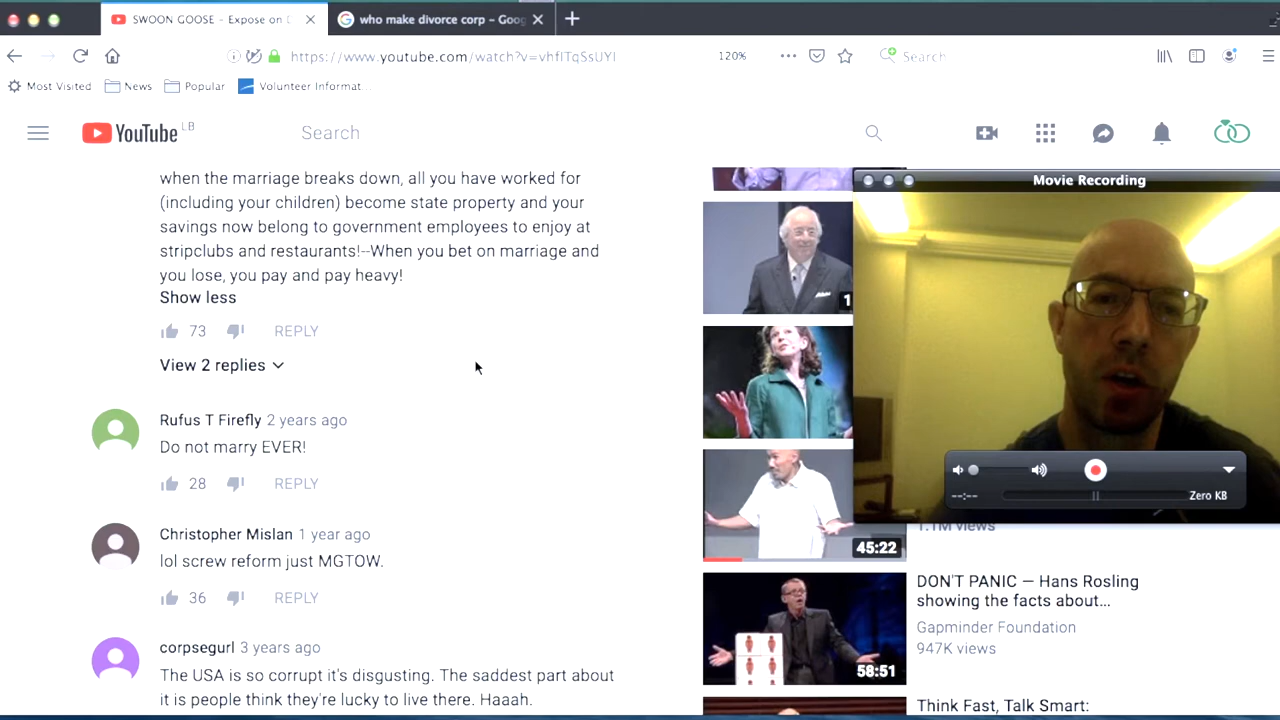 SWOON GOOSE - Expose on
who make divorce corp – Goog
https://www.youtube.com/watch?v=
120%
Search
Most Visited
News
Popular
Volunteer Informat...
YouTube LB
Search
when the marriage breaks down, all you have worked for
(including your children) become state property and your
savings now belong to government employees to enjoy at
stripclubs and restaurants!--When you bet on marriage and
you lose, you pay and pay heavy!
Show less
73
REPLY
View 2 replies
Rufus T Firefly 2 years ago
Do not marry EVER!
28
REPLY
Christopher Mislan 1 year ago
lol screw reform just MGTOW.
36
REPLY
corpsegurl 3 years ago
The USA is so corrupt it's disgusting. The saddest part about
it is people think they're lucky to live there. Haaah.
Movie Recording
--:--
Zero KB
1
1.1M views
45:22
DON'T PANIC — Hans Rosling
showing the facts about...
Gapminder Foundation
947K views
58:51
Think Fast, Talk Smart: